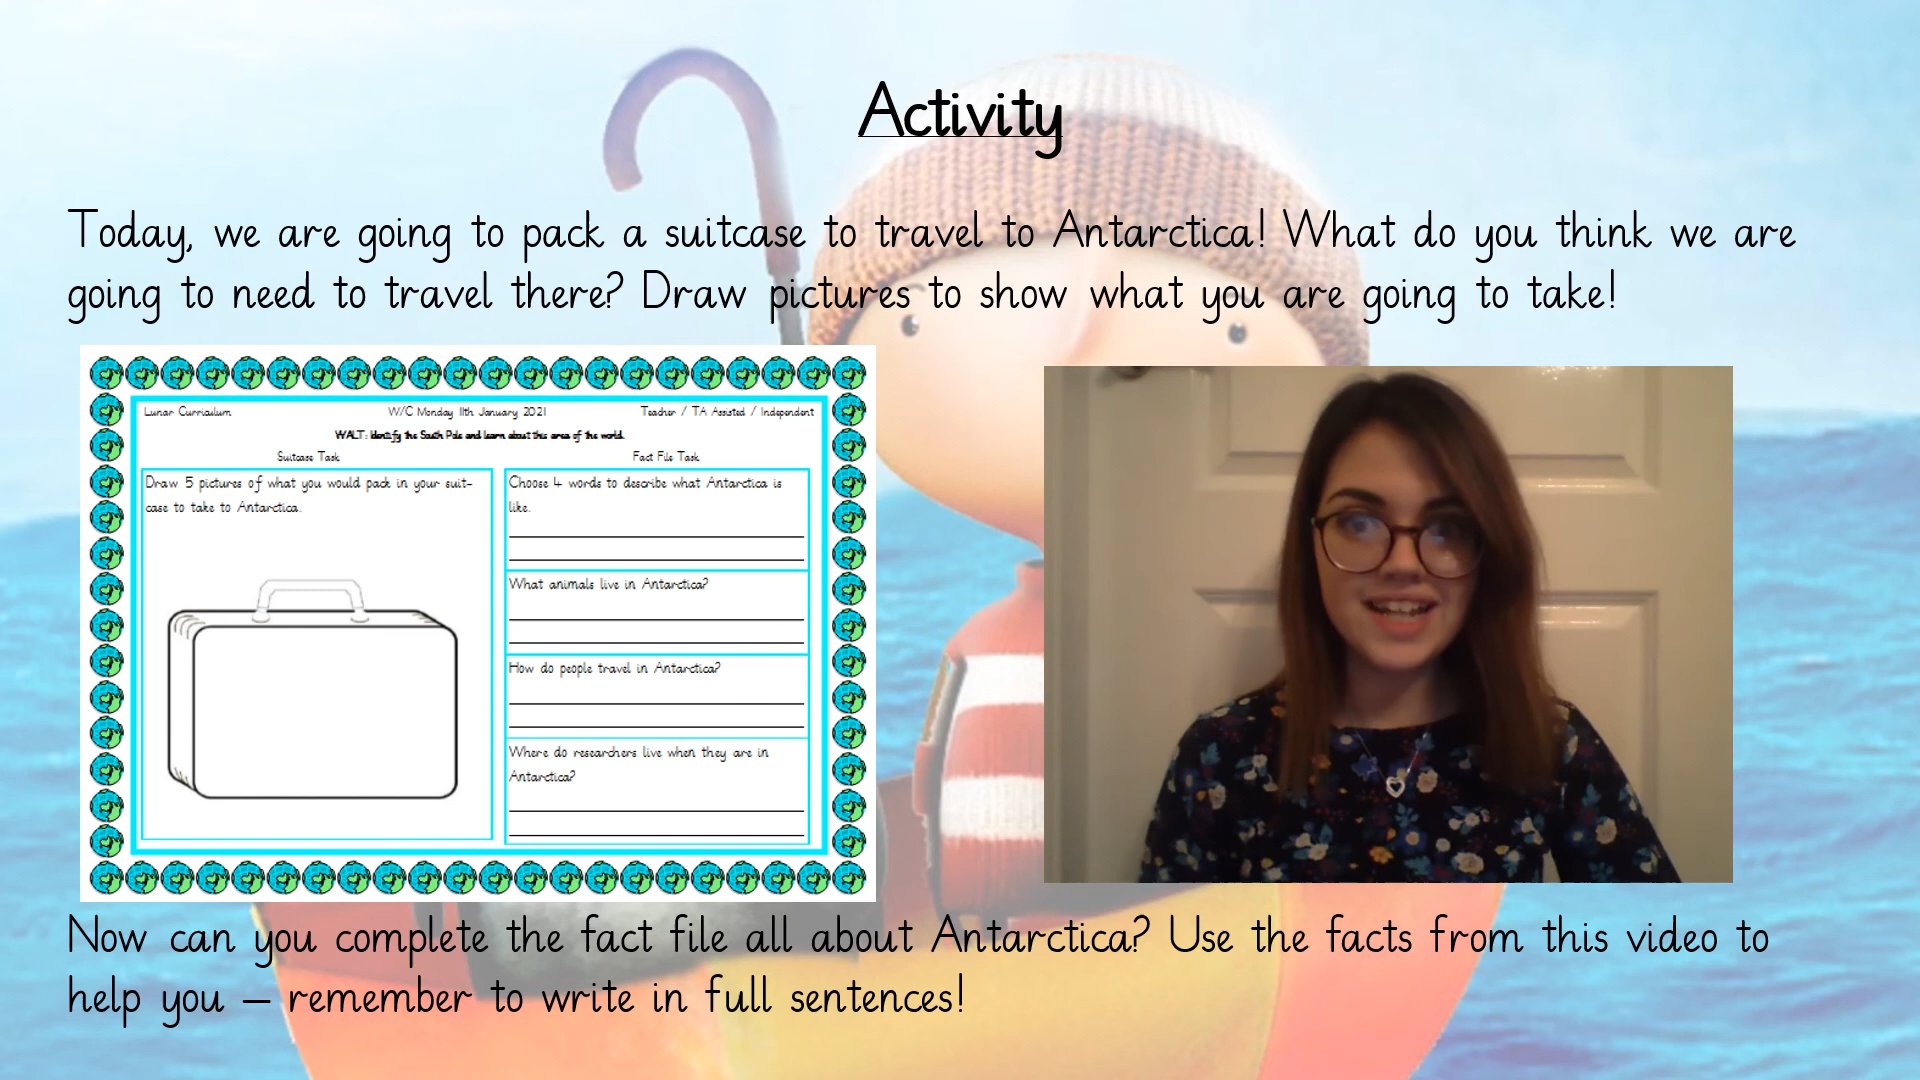 Activity
Today, we are going to pack a suitcase to travel to Antarctica! What do you think we are
going to need to travel there? Draw pictures to show what you are going to take!
Lunar Curriculum
W/C Monday 11th January 2021
Teacher / TA Assisted / Independent
WALT: Identify the South Pole and learn about this area of the world.
Suitcase Task
Draw 5 pictures of what you would pack in your suit-
case to take to Antarctica.
Fact File Task
Choose 4 words to describe what Antarctica is
like.
What animals live in Antarctica?
How do people travel in Antarctica?
Where do researchers live when they are in
Antarctica?
Now can you complete the fact file all about Antarctica? Use the facts from this video to
help you – remember to write in full sentences!